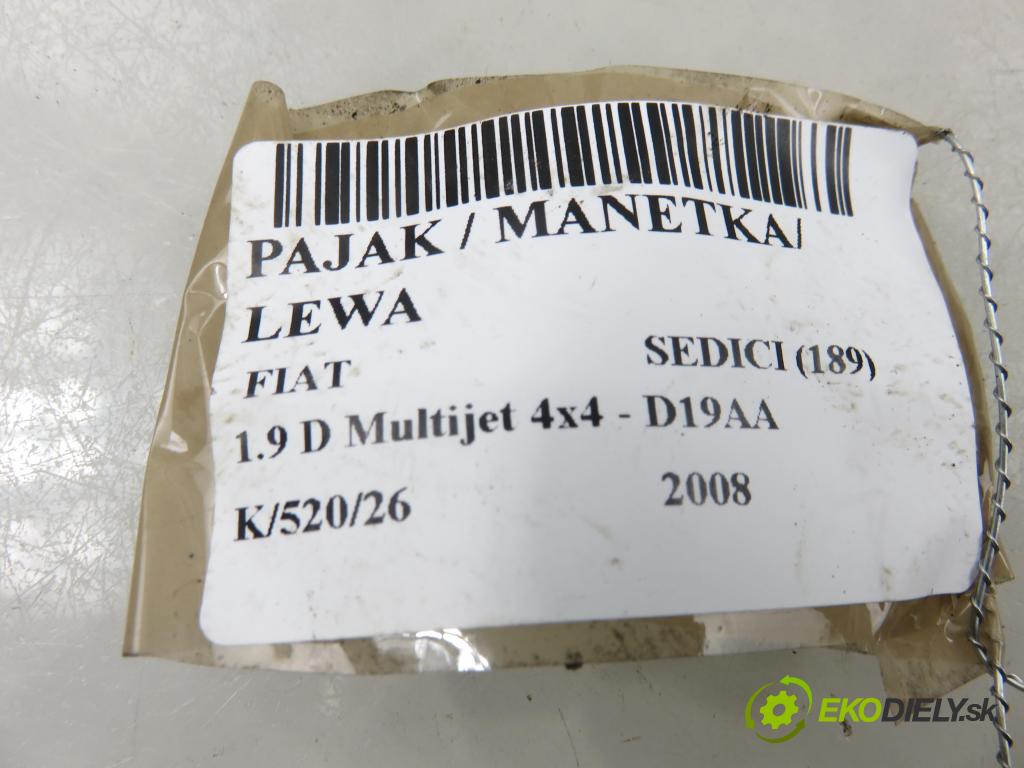 PAJAK / MANETKA/
LEWA
FIAT SEDICI (189)
1.9 D Multijet 4x4 - D19AA
K/520/26 2008
EKODIELY.sk